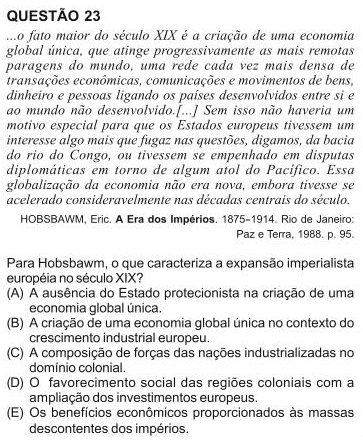 QUESTÃO 23
...o fato maior do século XIX é a criação de uma economia
global única, que atinge progressivamente as mais remotas
paragens do mundo, uma rede cada vez mais densa de
transações econômicas, comunicações e movimentos de bens,
dinheiro e pessoas ligando os países desenvolvidos entre si e
ao mundo não desenvolvido.[...] Sem isso não haveria um
motivo especial para que os Estados europeus tivessem um
interesse algo mais que fugaz nas questões, digamos, da bacia
do rio do Congo, ou tivessem se empenhado em disputas
diplomáticas em torno de algum atol do Pacífico. Essa
globalização da economia não era nova, embora tivesse se
acelerado consideravelmente nas décadas centrais do século.
HOBSBAWM, Eric. A Era dos Impérios. 1875-1914. Rio de Janeiro:
Paz e Terra, 1988. p. 95.
Para Hobsbawm, o que caracteriza a expansão imperialista
européia no século XIX?
(A) A ausência do Estado protecionista na criação de uma
economia global única.
(B) A criação de uma economia global única no contexto do
crescimento industrial europeu.
(C) A composição de forças das nações industrializadas no
domínio colonial.
(D) O favorecimento social das regiões coloniais com a
ampliação dos investimentos europeus.
(E) Os benefícios econômicos proporcionados às massas
descontentes dos impérios.